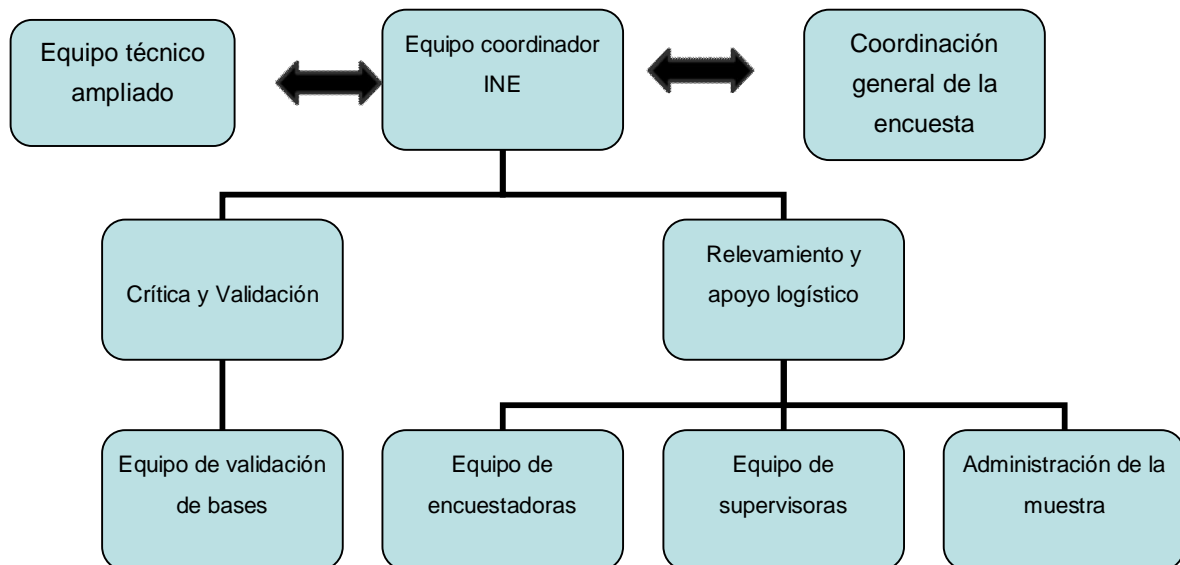 Equipo técnico
ampliado
Equipo coordinador
INE
Coordinación
general de la
encuesta
Crítica y Validación
Relevamiento y
apoyo logístico
Equipo de validación
de bases
Equipo de
encuestadoras
Equipo de
supervisoras
Administración de la
muestra